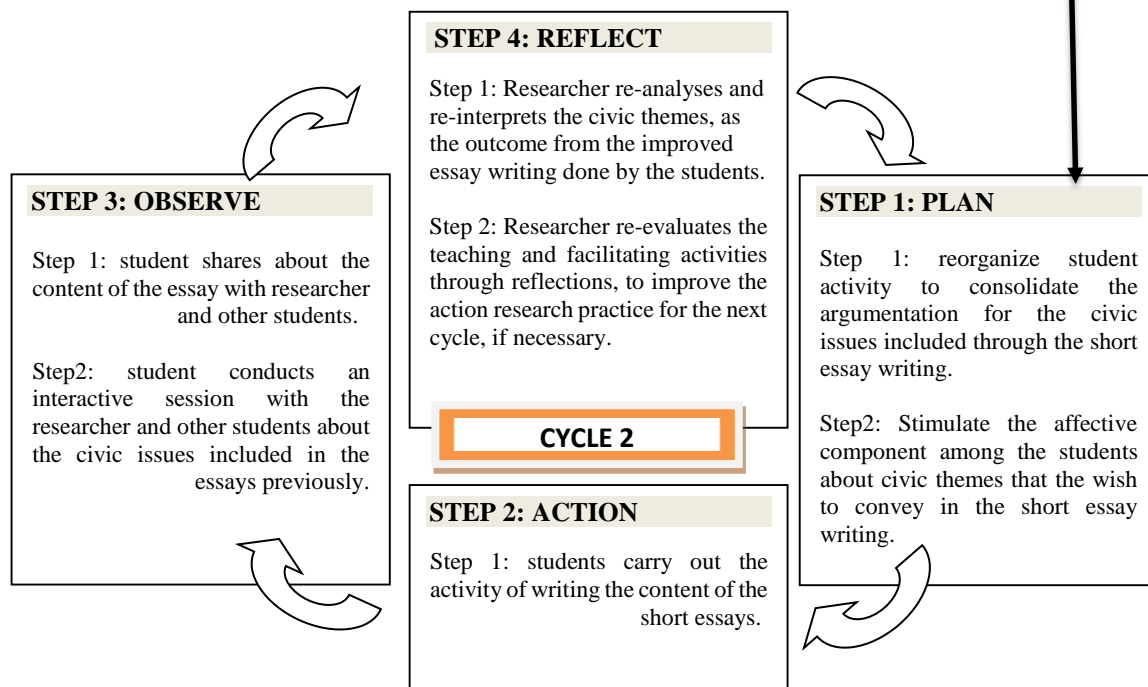 STEP 4: REFLECT
Step 1: Researcher re-analyses and
re-interprets the civic themes, as
the outcome from the improved
essay writing done by the students.
Step 2: Researcher re-evaluates the
teaching and facilitating activities
through reflections, to improve the
action research practice for the next
cycle, if necessary.
STEP 3: OBSERVE
Step 1: student shares about the
content of the essay with researcher
and other students.
Step2: student conducts an
interactive session with the
researcher and other students about
the civic issues included in the
essays previously.
STEP 1: PLAN
Step 1: reorganize student
activity to consolidate the
argumentation for the civic
issues included through the short
essay writing.
Step2: Stimulate the affective
component among the students
about civic themes that the wish
to convey in the short essay
writing.
CYCLE 2
STEP 2: ACTION
Step 1: students carry out the
activity of writing the content of the
short essays.